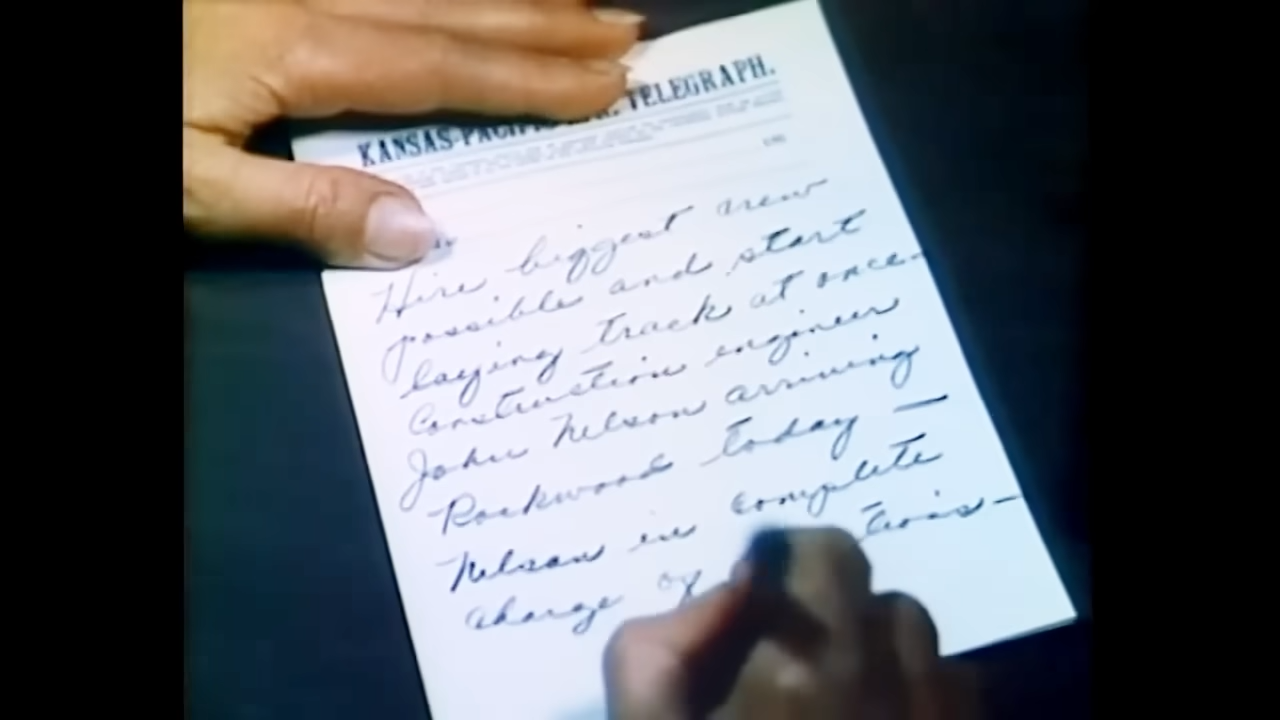 KANSAS-PACIFIC TELEGRAPH.
Hire biggest crew
possible and start
laying track at once-
Construction engineer
John Nelson arriving
Rockwood today —
Nelson in complete
charge of